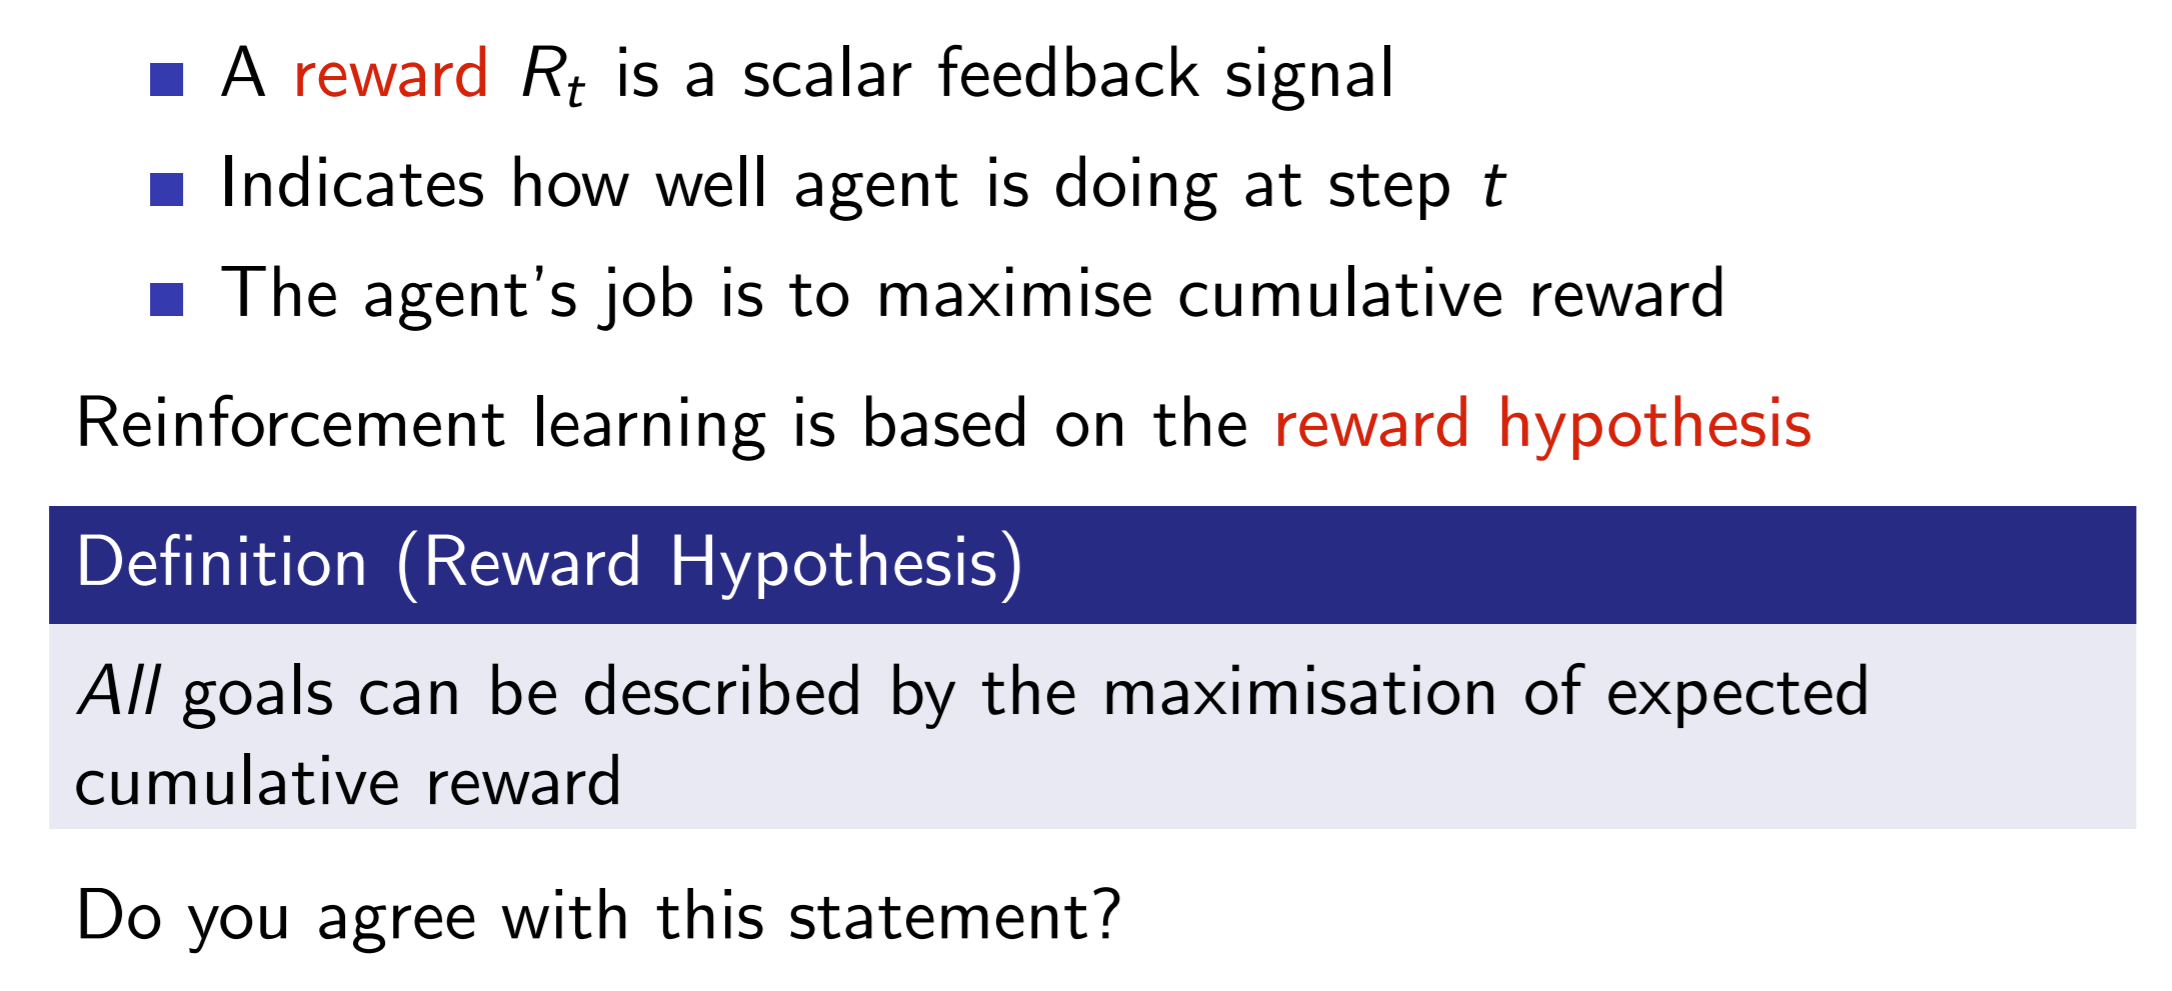 A reward Rt is a scalar feedback signal
Indicates how well agent is doing at step t
The agent's job is to maximise cumulative reward
Reinforcement learning is based on the reward hypothesis
Definition (Reward Hypothesis)
All goals can be described by the maximisation of expected
cumulative reward
Do you agree with this statement?